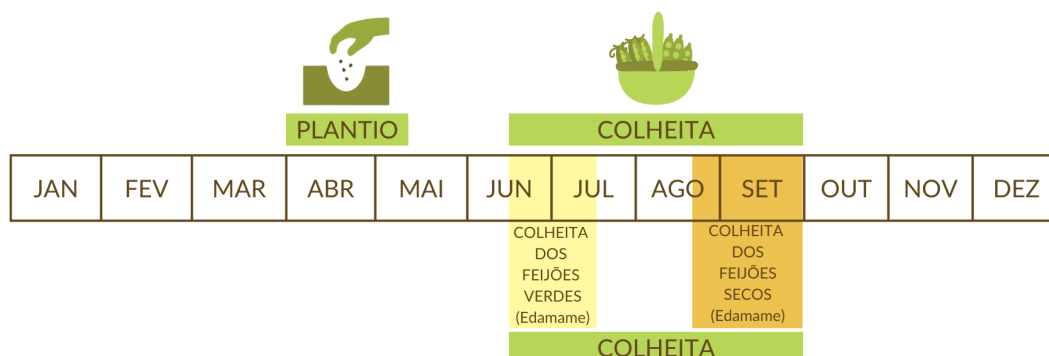 PLANTIO
COLHEITA
JAN FEV MAR ABR MAI JUN JUL AGO SET OUT NOV DEZ
COLHEITA
DOS
FEIJÕES
VERDES
(Edamame)
COLHEITA
DOS
FEIJÕES
SECOS
(Edamame)
COLHEITA